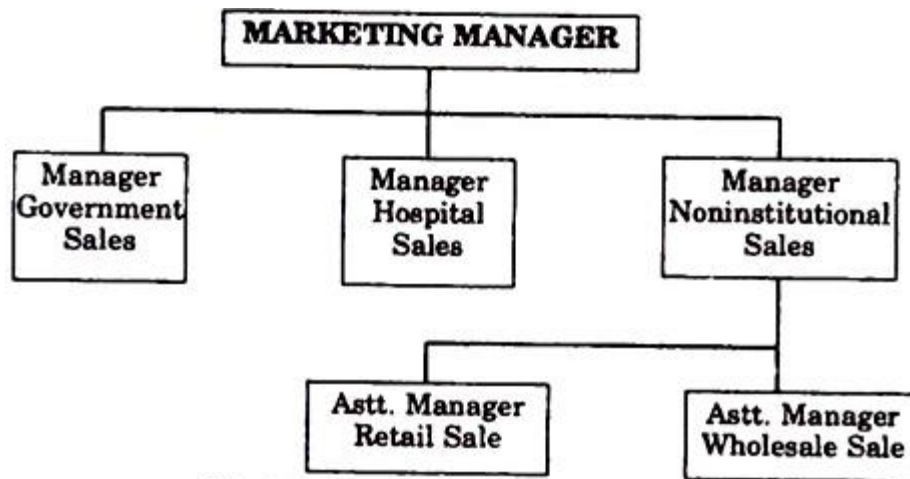 MARKETING MANAGER
Manager
Government
Sales
Manager
Hospital
Sales
Manager
Noninstitutional
Sales
Astt. Manager
Retail Sale
Astt. Manager
Wholesale Sale